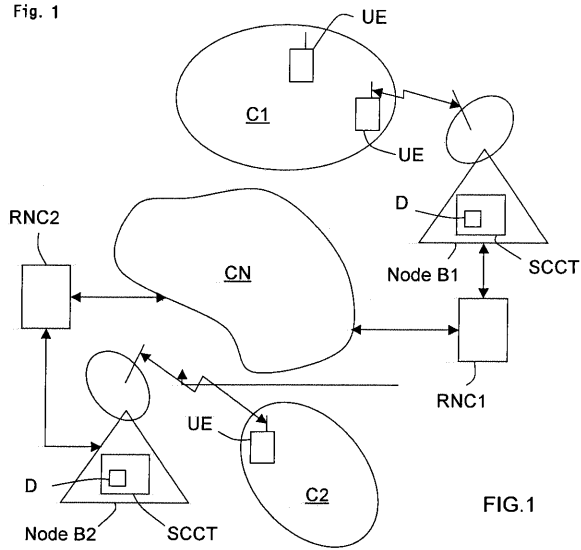 Fig. 1
UE
C1
UE
D
SCCT
Node B1
RNC2
CN
RNC1
UE
C2
D
SCCT
Node B2
FIG.1